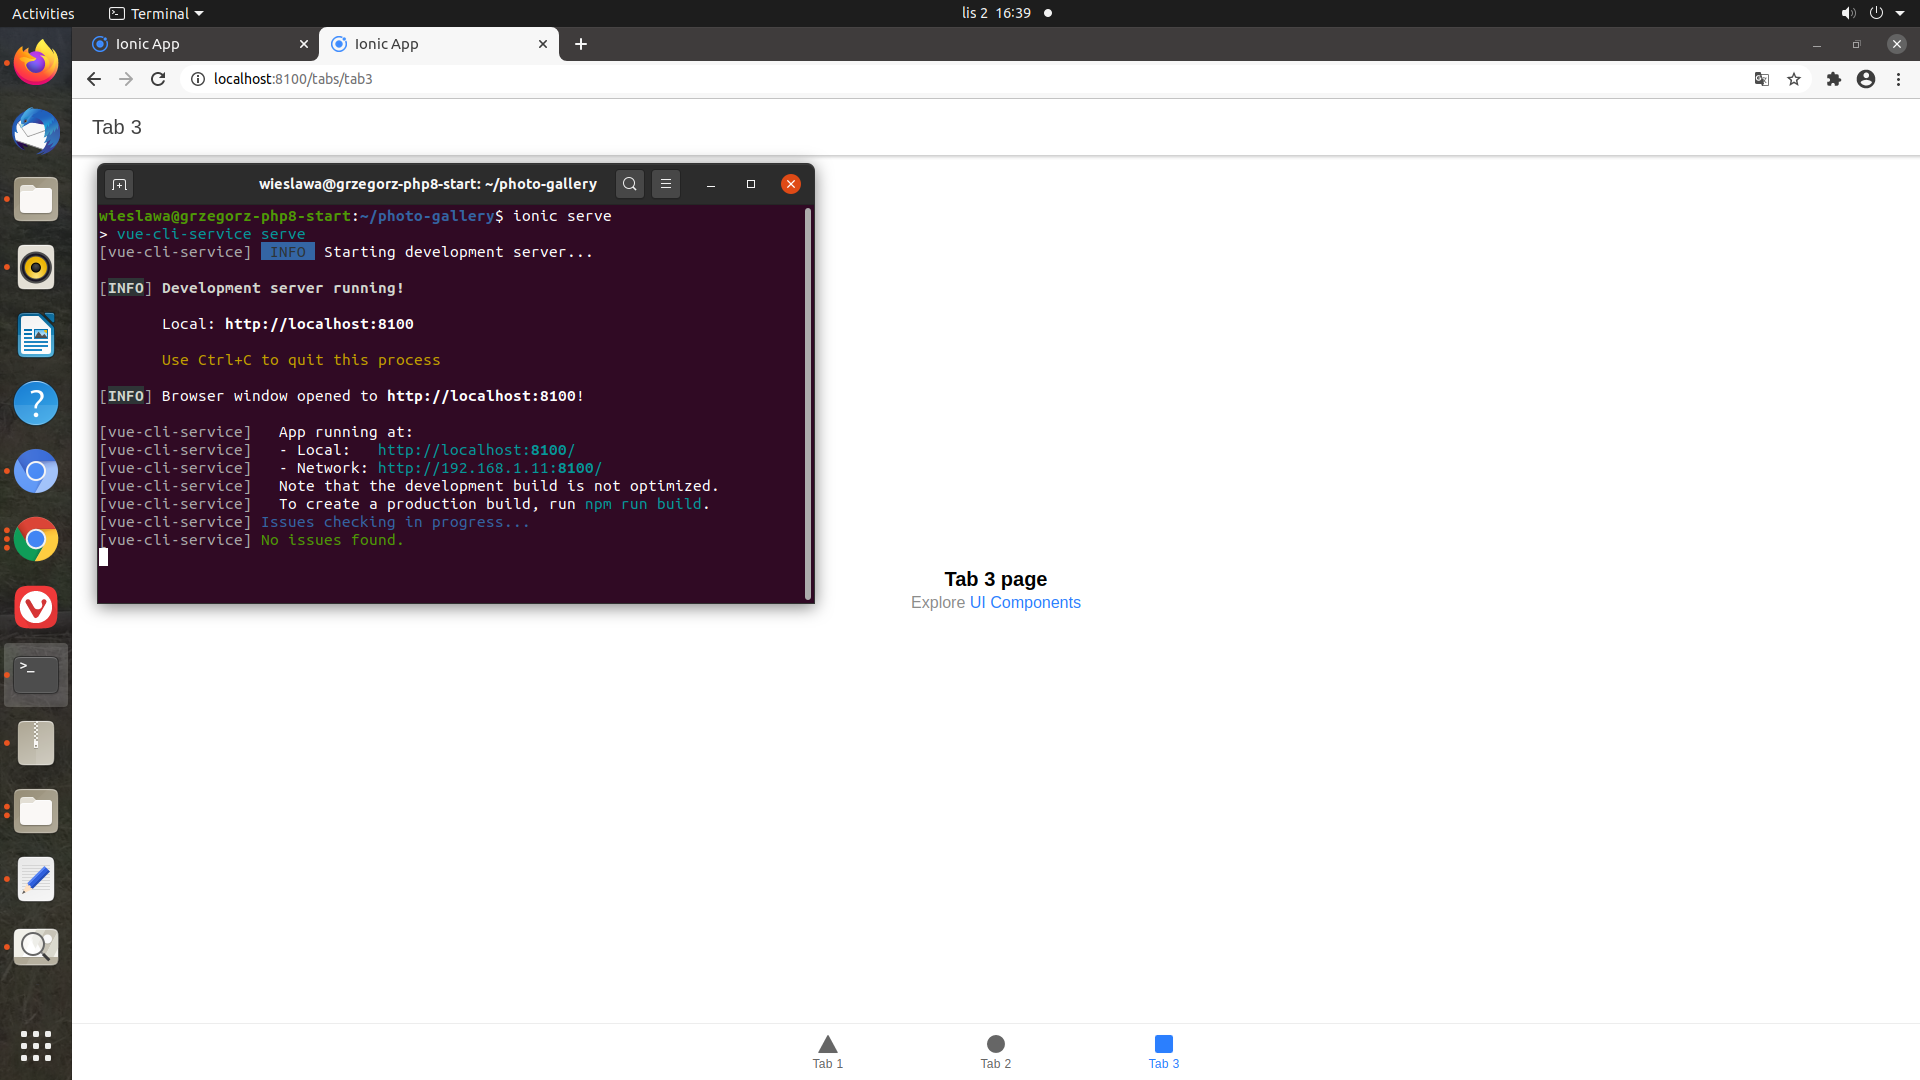 Activities
Terminal
lis 2 16:39
Ionic App
Ionic App
localhost:8100/tabs/tab3
Tab 3
wieslawa@grzegorz-php8-start: ~/photo-gallery
wieslawa@grzegorz-php8-start:~/photo-gallery$ ionic serve
> vue-cli-service serve
[vue-cli-service] INFO Starting development server...
[INFO] Development server running!
Local: http://localhost:8100
Use Ctrl+C to quit this process
[INFO] Browser window opened to http://localhost:8100!
[vue-cli-service] App running at:
[vue-cli-service] - Local: http://localhost:8100/
[vue-cli-service] - Network: http://192.168.1.11:8100/
[vue-cli-service] Note that the development build is not optimized.
[vue-cli-service] To create a production build, run npm run build.
[vue-cli-service] Issues checking in progress...
[vue-cli-service] No issues found.
Tab 3 page
Explore UI Components
Tab 1
Tab 2
Tab 3